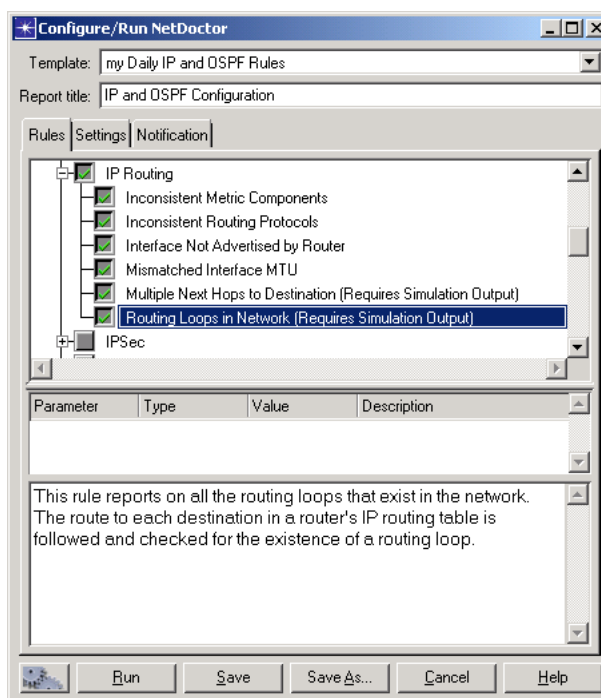 Configure/Run NetDoctor
Template: my Daily IP and OSPF Rules
Report title: IP and OSPF Configuration
Rules Settings Notification
IP Routing
Inconsistent Metric Components
Inconsistent Routing Protocols
Interface Not Advertised by Router
Mismatched Interface MTU
Multiple Next Hops to Destination (Requires Simulation Output)
Routing Loops in Network (Requires Simulation Output)
IPSec
Parameter Type Value Description
This rule reports on all the routing loops that exist in the network.
The route to each destination in a router's IP routing table is
followed and checked for the existence of a routing loop.
Run Save Save As... Cancel Help